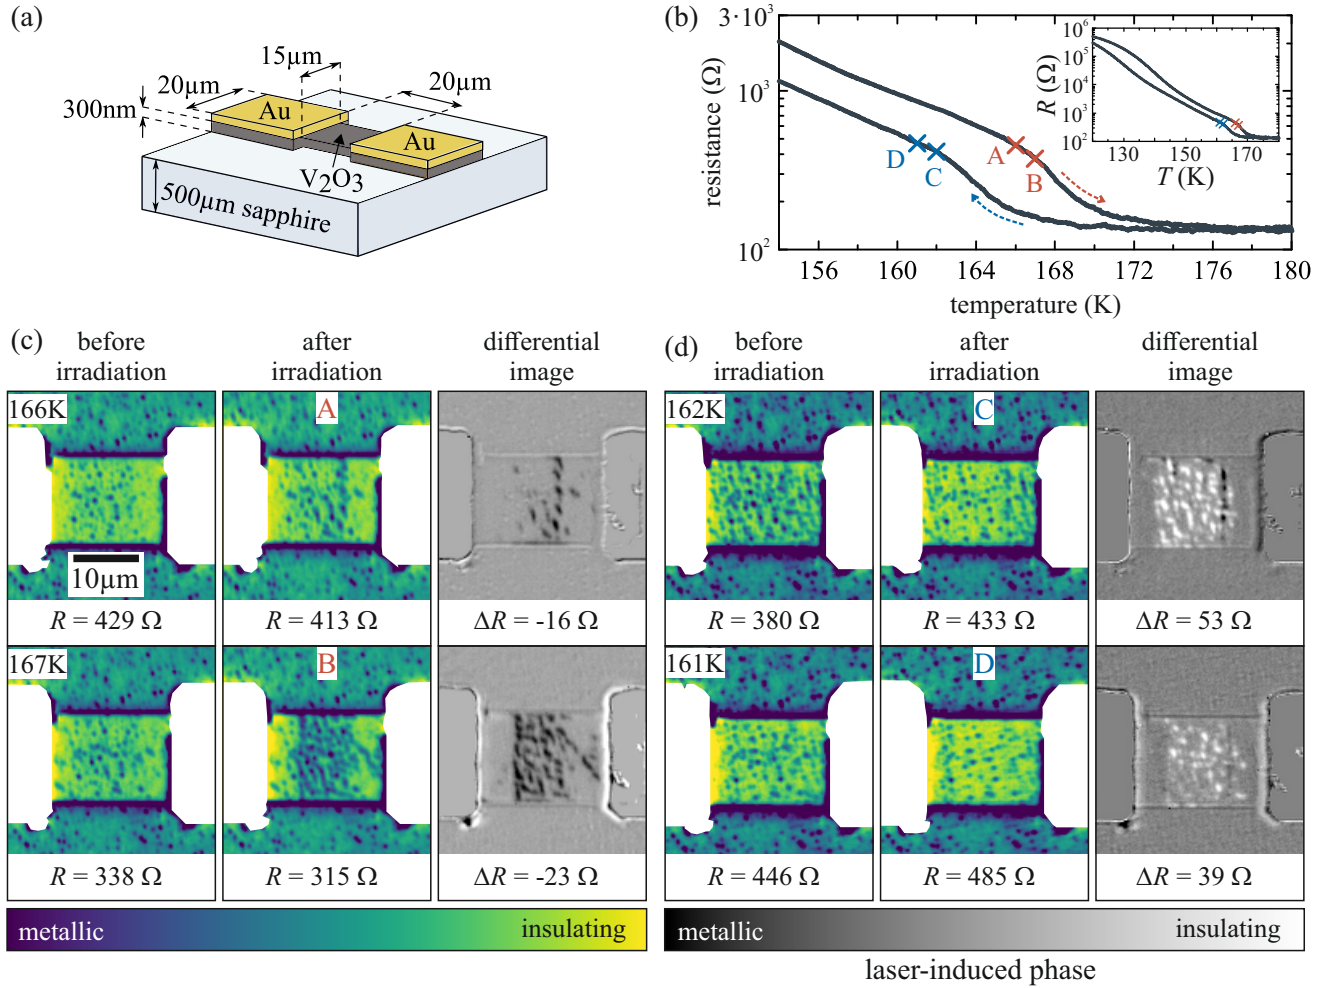 (a)
15µm
20µm
20µm
300nm
Au
Au
V₂O₃
500µm sapphire
(b)
3·10³
10³
10²
resistance (Ω)
156
160
164
168
172
176
180
temperature (K)
A
B
C
D
10⁶
10⁵
10⁴
10³
10²
R (Ω)
130
150
170
T (K)
(c)
before irradiation
after irradiation
differential image
166K
A
10µm
R = 429 Ω
R = 413 Ω
ΔR = -16 Ω
167K
B
R = 338 Ω
R = 315 Ω
ΔR = -23 Ω
metallic
insulating
(d)
before irradiation
after irradiation
differential image
162K
C
R = 380 Ω
R = 433 Ω
ΔR = 53 Ω
161K
D
R = 446 Ω
R = 485 Ω
ΔR = 39 Ω
metallic
insulating
laser-induced phase